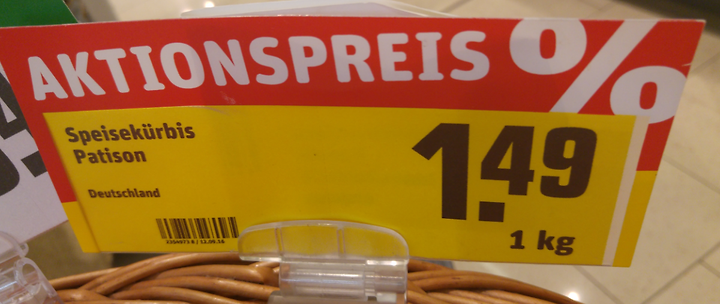 AKTIONSPREIS %
Speisekürbis
Patison
Deutschland
1.49
1 kg